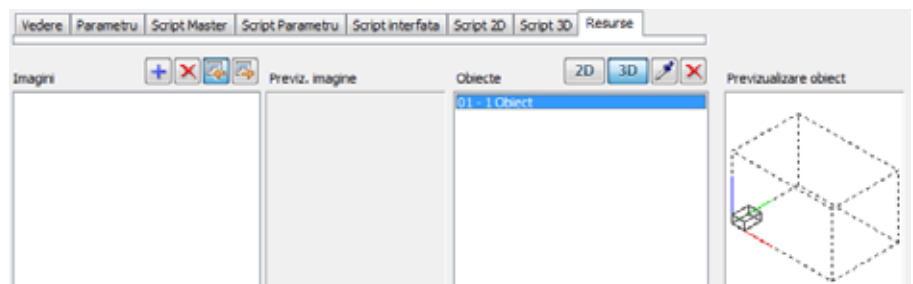 Vedere Parametru Script Master Script Parametru Script interfata Script 2D Script 3D Resurse
Imagini Previz. imagine Obiecte 2D 3D Previzualizare obiect
01 - 1 Obiect